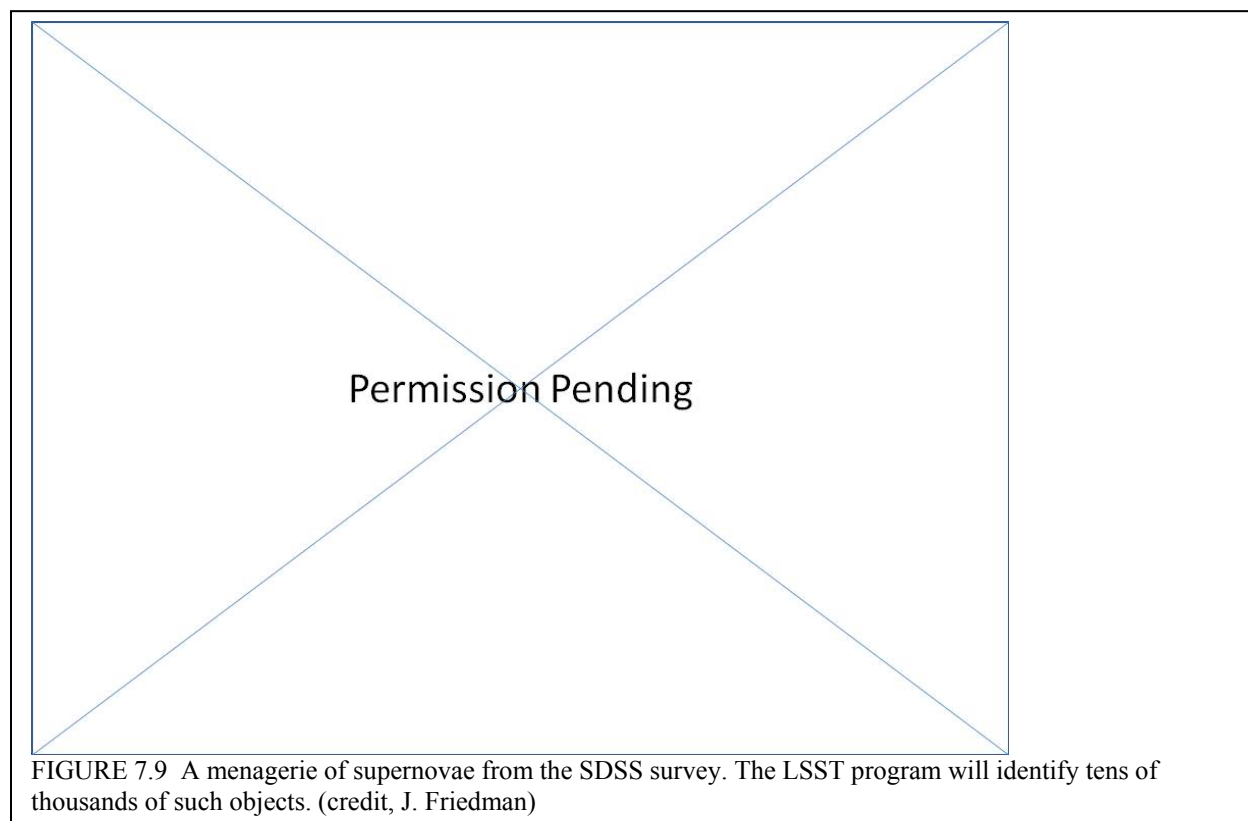 Permission Pending
FIGURE 7.9 A menagerie of supernovae from the SDSS survey. The LSST program will identify tens of
thousands of such objects. (credit, J. Friedman)